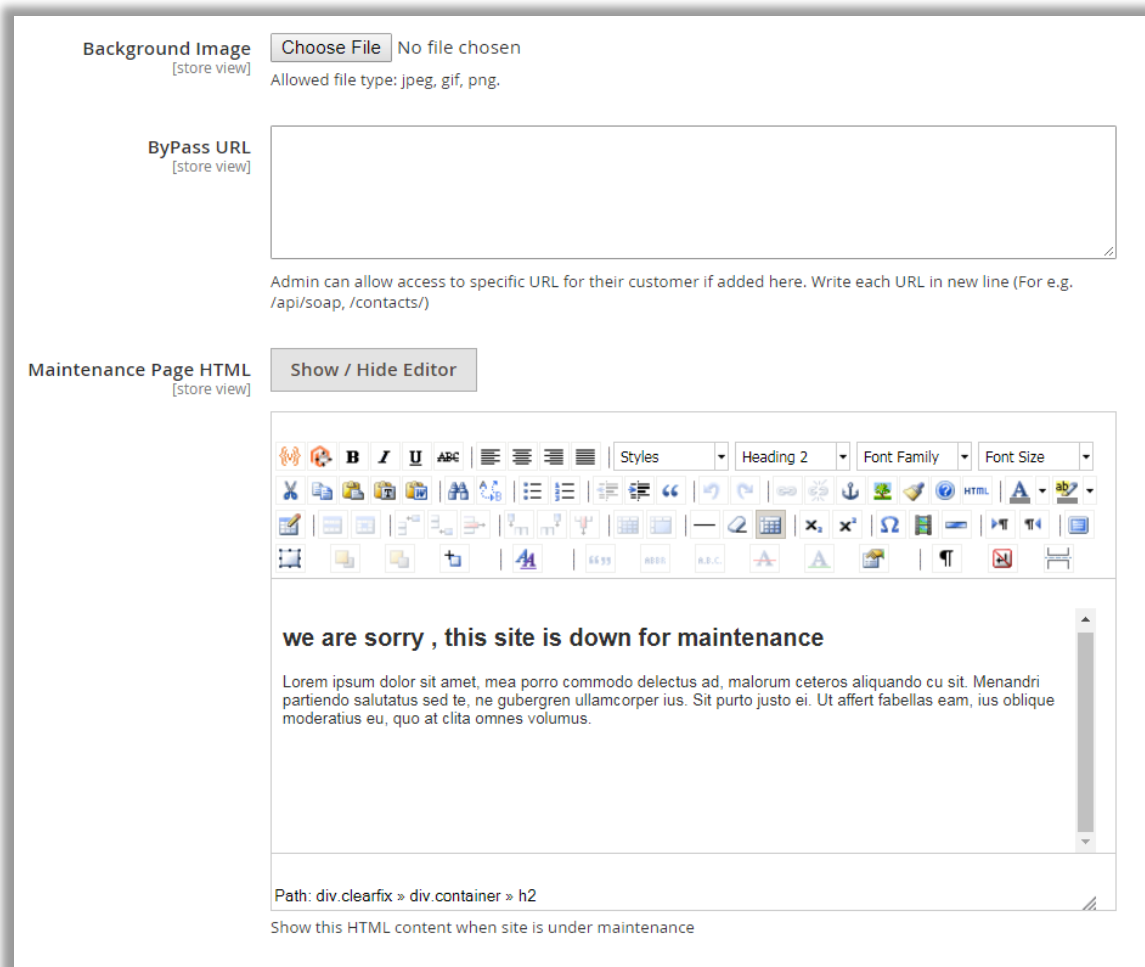 Background Image
[store view]
Choose File No file chosen
Allowed file type: jpeg, gif, png.
ByPass URL
[store view]
Admin can allow access to specific URL for their customer if added here. Write each URL in new line (For e.g.
/api/soap, /contacts/)
Maintenance Page HTML
[store view]
Show / Hide Editor
B I U ABC Styles Heading 2 Font Family Font Size
HTML A ab
x₂ x² Ω
A.B.C. A A ¶
we are sorry , this site is down for maintenance
Lorem ipsum dolor sit amet, mea porro commodo delectus ad, malorum ceteros aliquando cu sit. Menandri
partiendo salutatus sed te, ne gubergren ullamcorper ius. Sit purto justo ei. Ut affert fabellas eam, ius oblique
moderatius eu, quo at clita omnes volumus.
Path: div.clearfix » div.container » h2
Show this HTML content when site is under maintenance